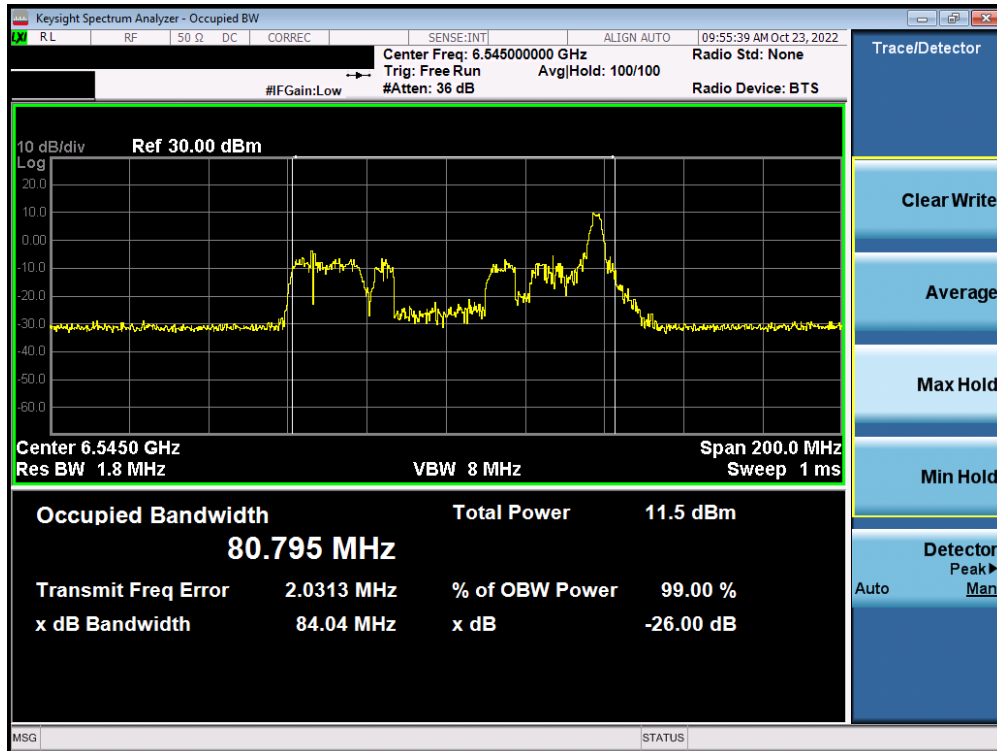 Keysight Spectrum Analyzer - Occupied BW
LXI RL RF 50 Ω DC CORREC SENSE:INT ALIGN AUTO 09:55:39 AM Oct 23, 2022
Center Freq: 6.545000000 GHz Radio Std: None
Trig: Free Run Avg|Hold: 100/100
#IFGain:Low #Atten: 36 dB Radio Device: BTS
10 dB/div Ref 30.00 dBm
Log
20.0
10.0
0.00
-10.0
-20.0
-30.0
-40.0
-50.0
-60.0
Center 6.5450 GHz Span 200.0 MHz
Res BW 1.8 MHz VBW 8 MHz Sweep 1 ms
Occupied Bandwidth Total Power 11.5 dBm
80.795 MHz
Transmit Freq Error 2.0313 MHz % of OBW Power 99.00 %
x dB Bandwidth 84.04 MHz x dB -26.00 dB
MSG STATUS
Trace/Detector
Clear Write
Average
Max Hold
Min Hold
Detector
Peak▶
Auto Man